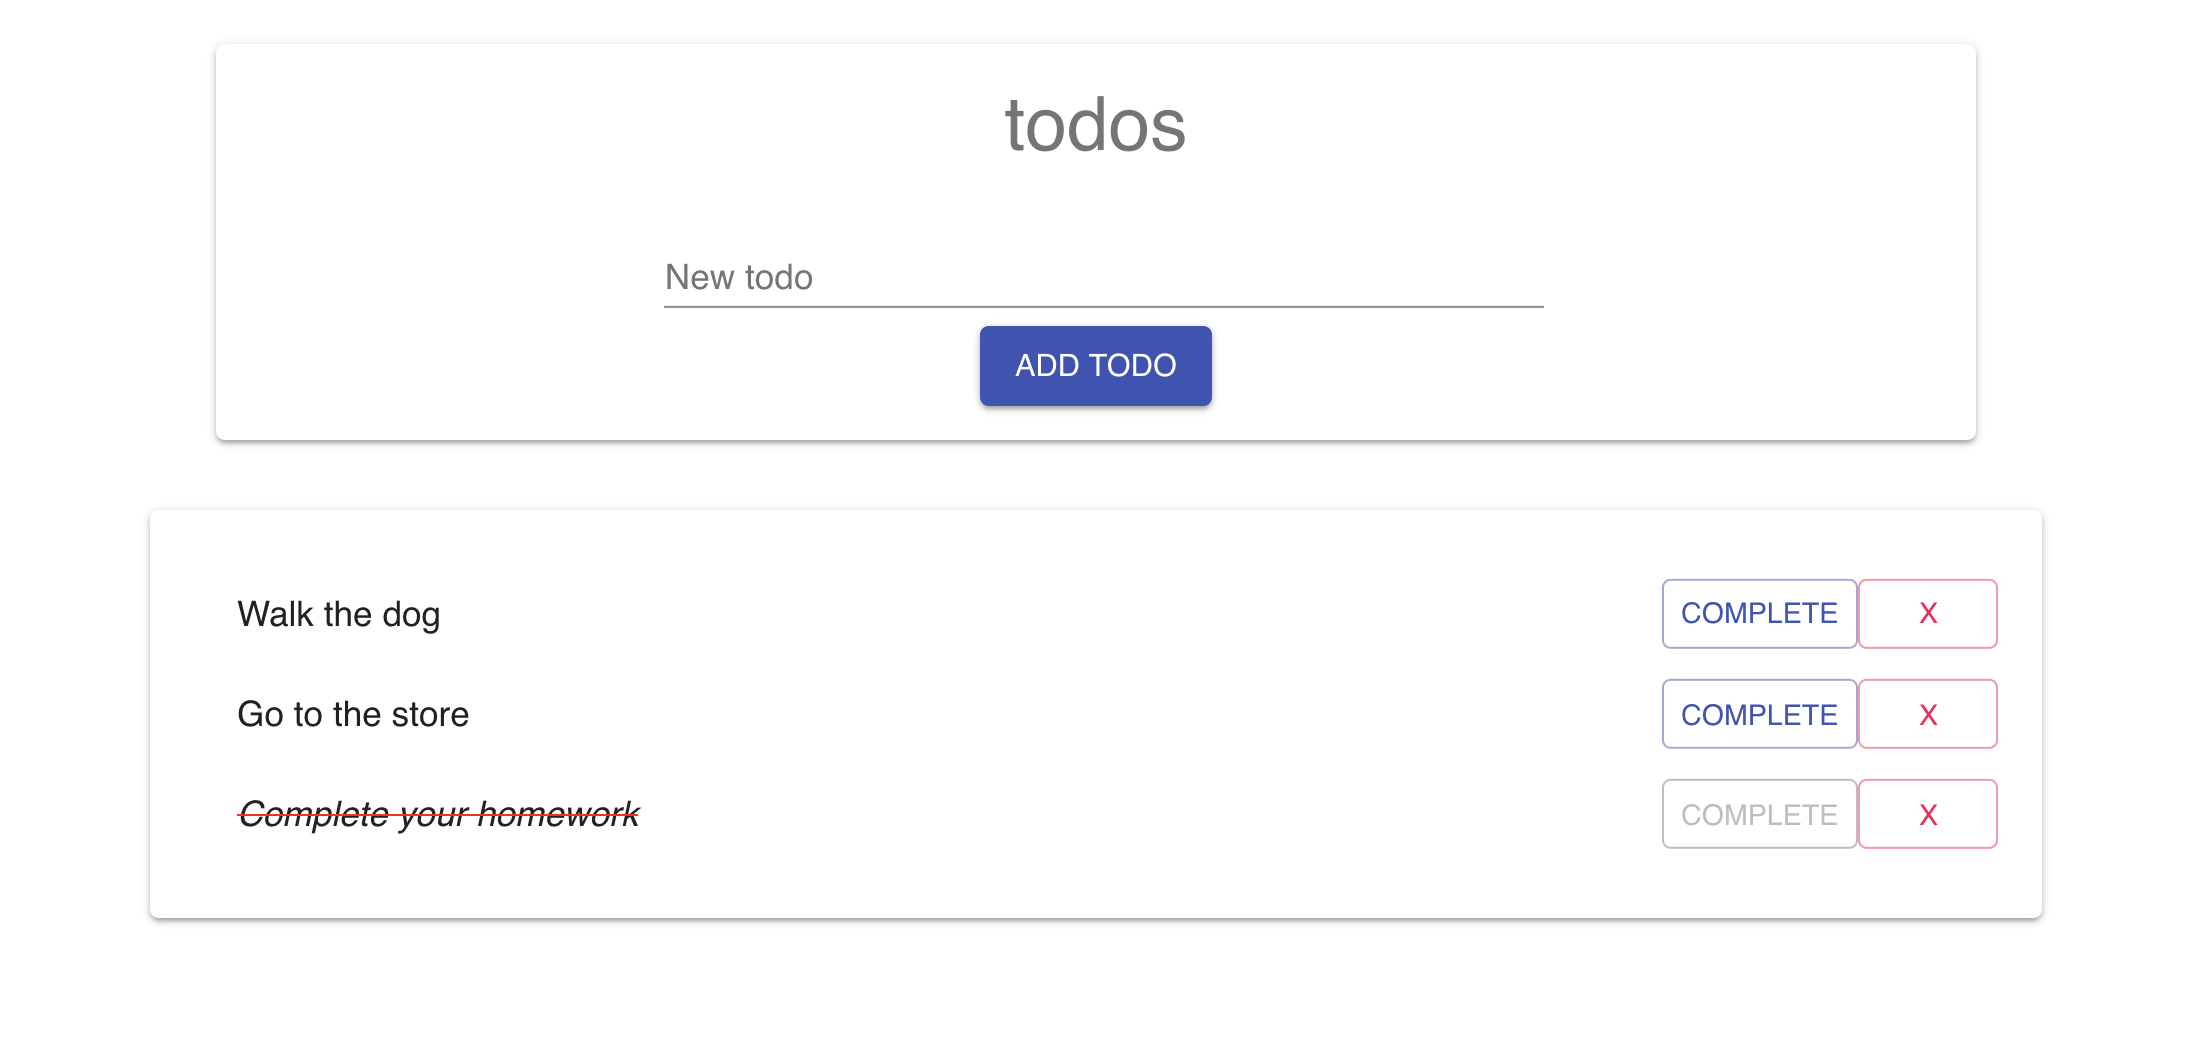 todos
New todo
ADD TODO
Walk the dog COMPLETE X
Go to the store COMPLETE X
Complete your homework COMPLETE X